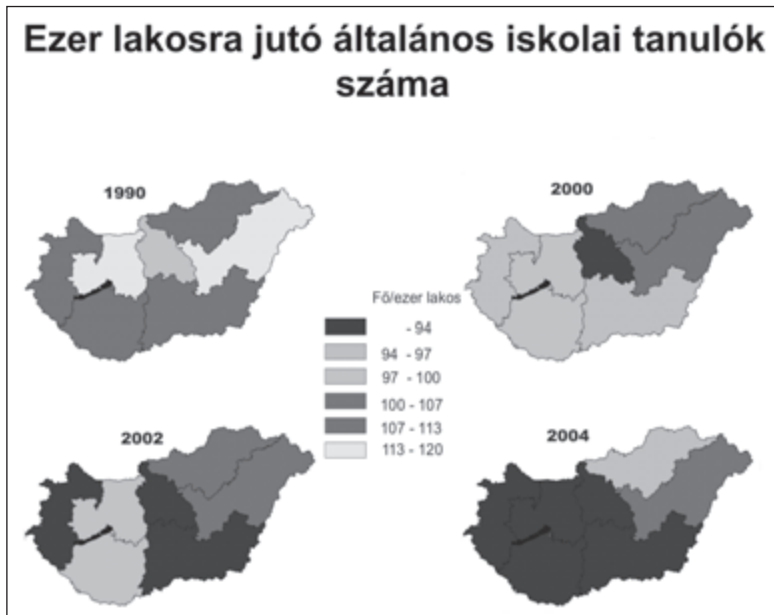 Ezer lakosra jutó általános iskolai tanulók
száma
1990
2000
Fő/ezer lakos
- 94
94 - 97
97 - 100
100 - 107
107 - 113
113 - 120
2002
2004